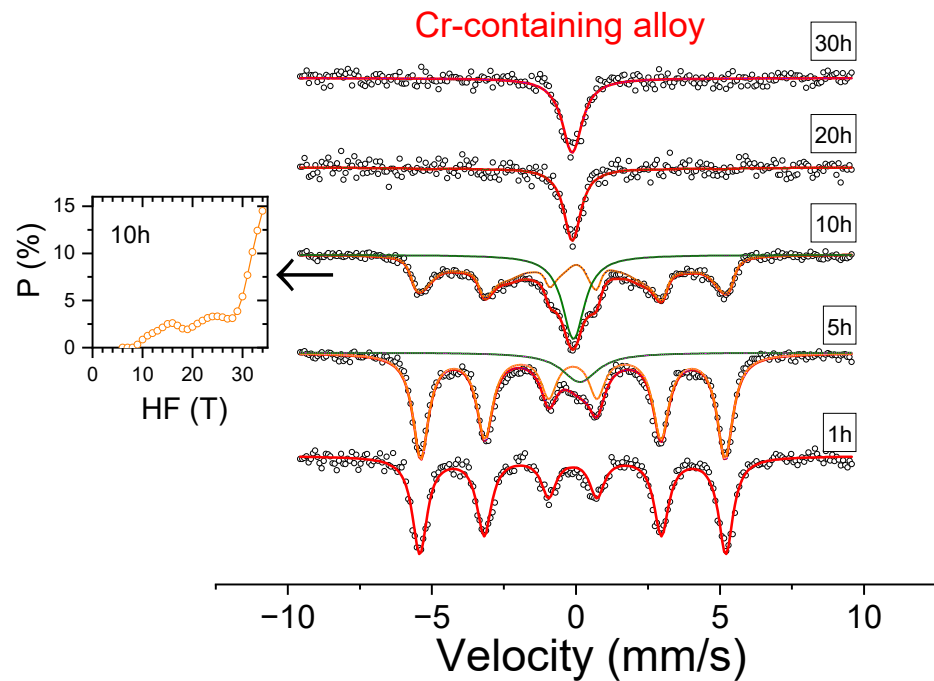 Cr-containing alloy
30h
20h
10h
5h
1h
15
10
5
0
P (%)
10h
0 10 20 30
HF (T)
−10 −5 0 5 10
Velocity (mm/s)